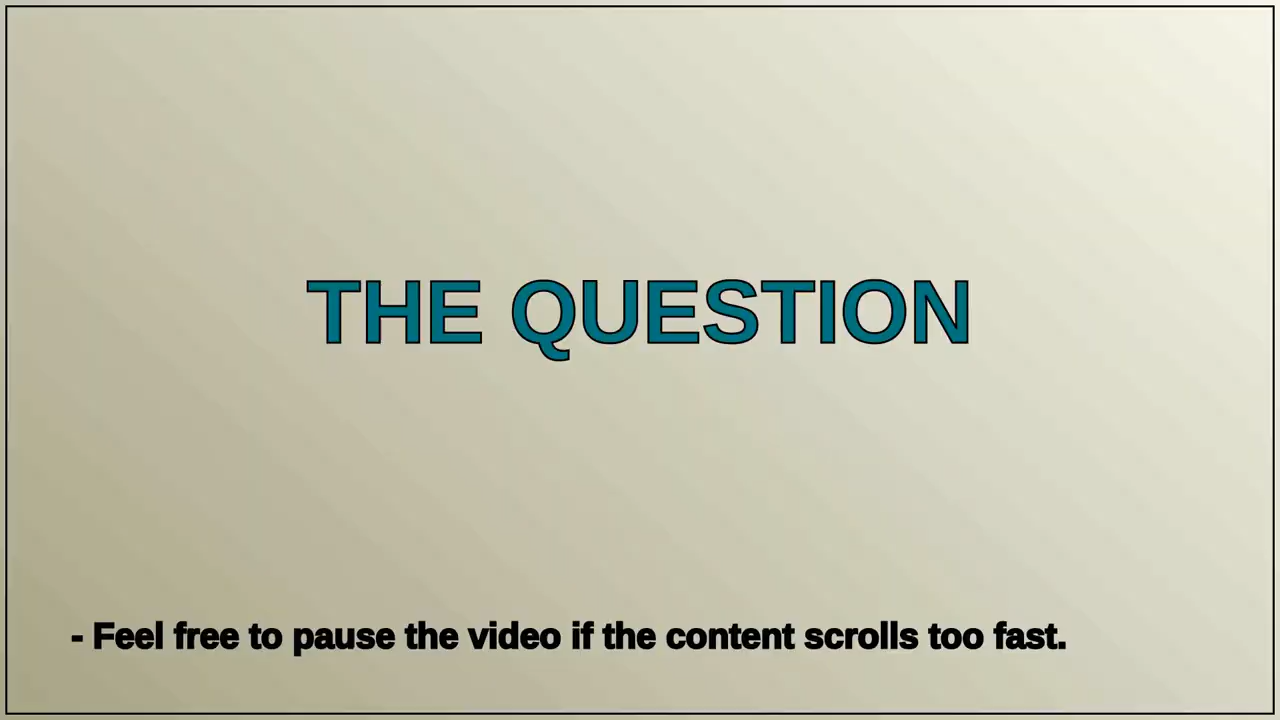 THE QUESTION
- Feel free to pause the video if the content scrolls too fast.